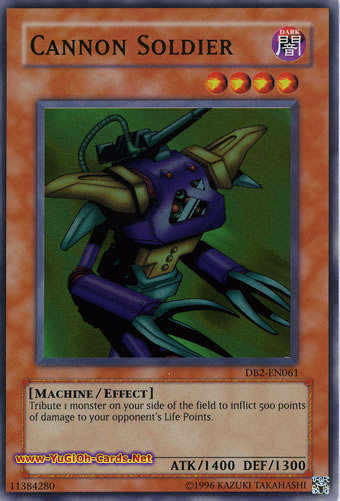 CANNON SOLDIER
DARK
闇
DB2-EN061
[MACHINE / EFFECT]
Tribute 1 monster on your side of the field to inflict 500 points
of damage to your opponent's Life Points.
www-YuGiOh-Cards.Net
ATK/1400 DEF/1300
11384280
©1996 KAZUKI TAKAHASHI